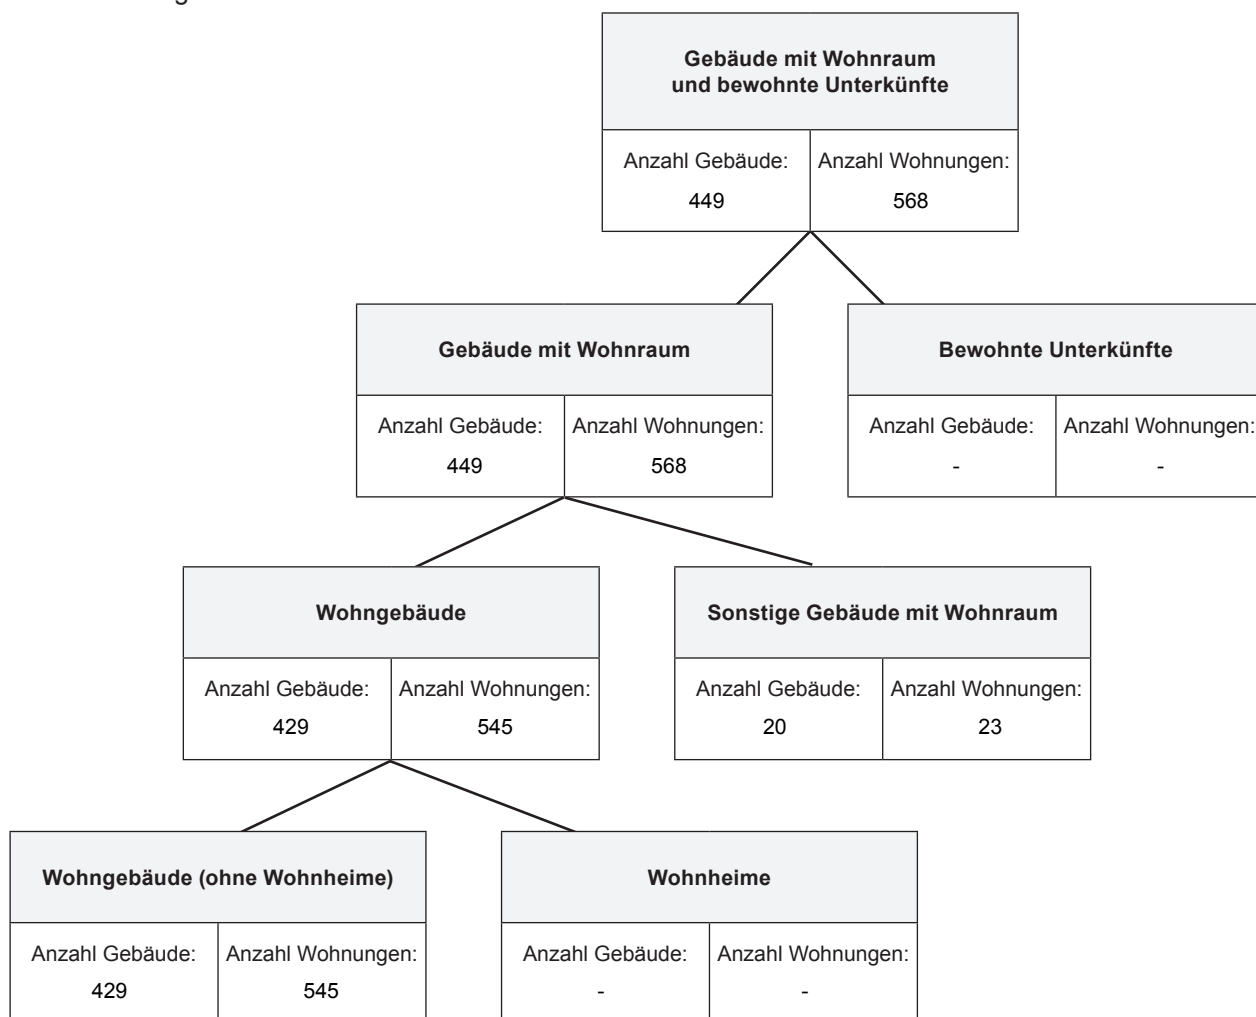 Gebäude mit Wohnraum
und bewohnte Unterkünfte
Anzahl Gebäude: Anzahl Wohnungen:
449 568
Gebäude mit Wohnraum
Anzahl Gebäude: Anzahl Wohnungen:
449 568
Bewohnte Unterkünfte
Anzahl Gebäude: Anzahl Wohnungen:
- -
Wohngebäude
Anzahl Gebäude: Anzahl Wohnungen:
429 545
Sonstige Gebäude mit Wohnraum
Anzahl Gebäude: Anzahl Wohnungen:
20 23
Wohngebäude (ohne Wohnheime)
Anzahl Gebäude: Anzahl Wohnungen:
429 545
Wohnheime
Anzahl Gebäude: Anzahl Wohnungen:
- -